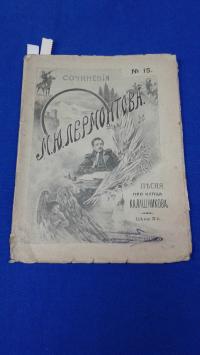 № 15.
СОЧИНЕНІЯ
М.Ю.ЛЕРМОНТОВА.
ПѢСНЯ
ПРО КУПЦА
КАЛАШНИКОВА.